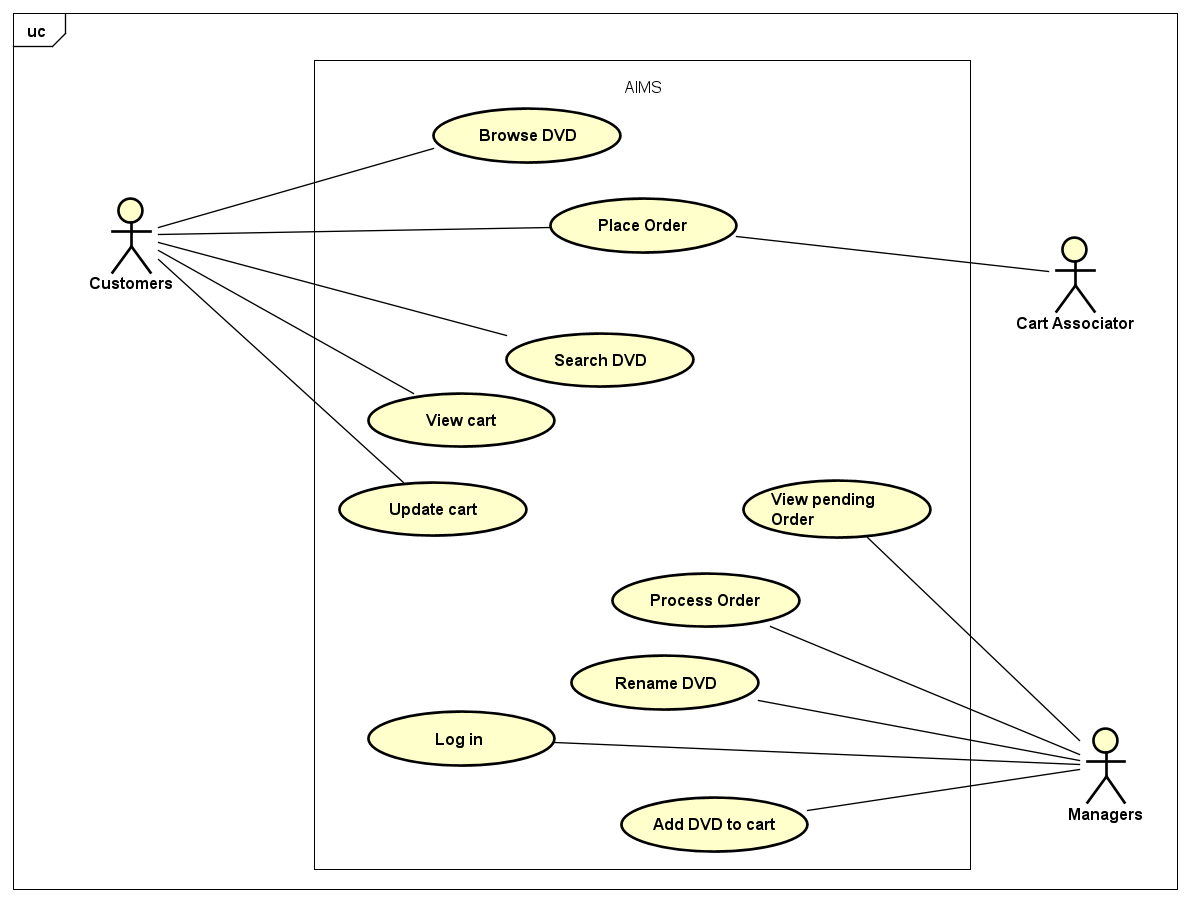 uc
AIMS
Browse DVD
Place Order
Customers
Cart Associator
Search DVD
View cart
Update cart
View pending
Order
Process Order
Rename DVD
Log in
Managers
Add DVD to cart